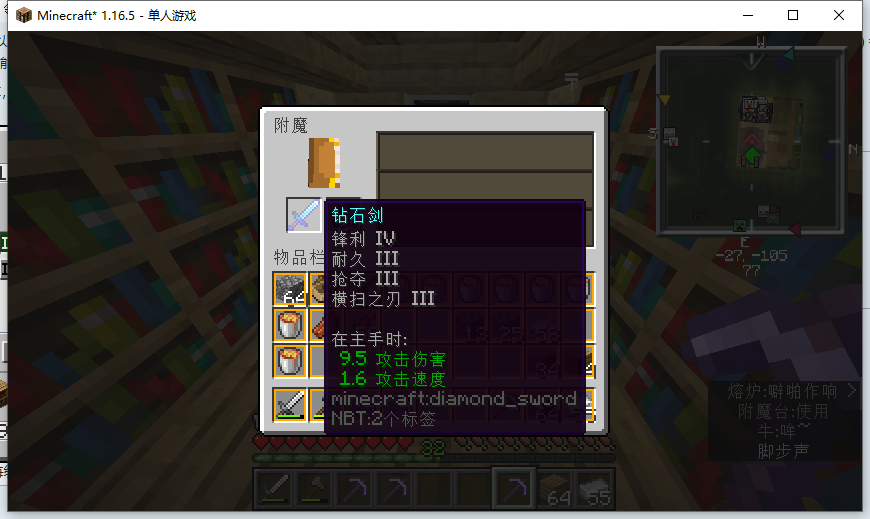 Minecraft* 1.16.5 - 单人游戏
W
S
N
附魔
钻石剑
锋利 IV
耐久 III
抢夺 III
横扫之刃 III
在主手时:
9.5 攻击伤害
1.6 攻击速度
minecraft:diamond_sword
NBT:2个标签
物品栏
64
E
-27, -105
77
熔炉:噼啪作响 >
附魔台:使用
牛:哞~
脚步声
32
64
55